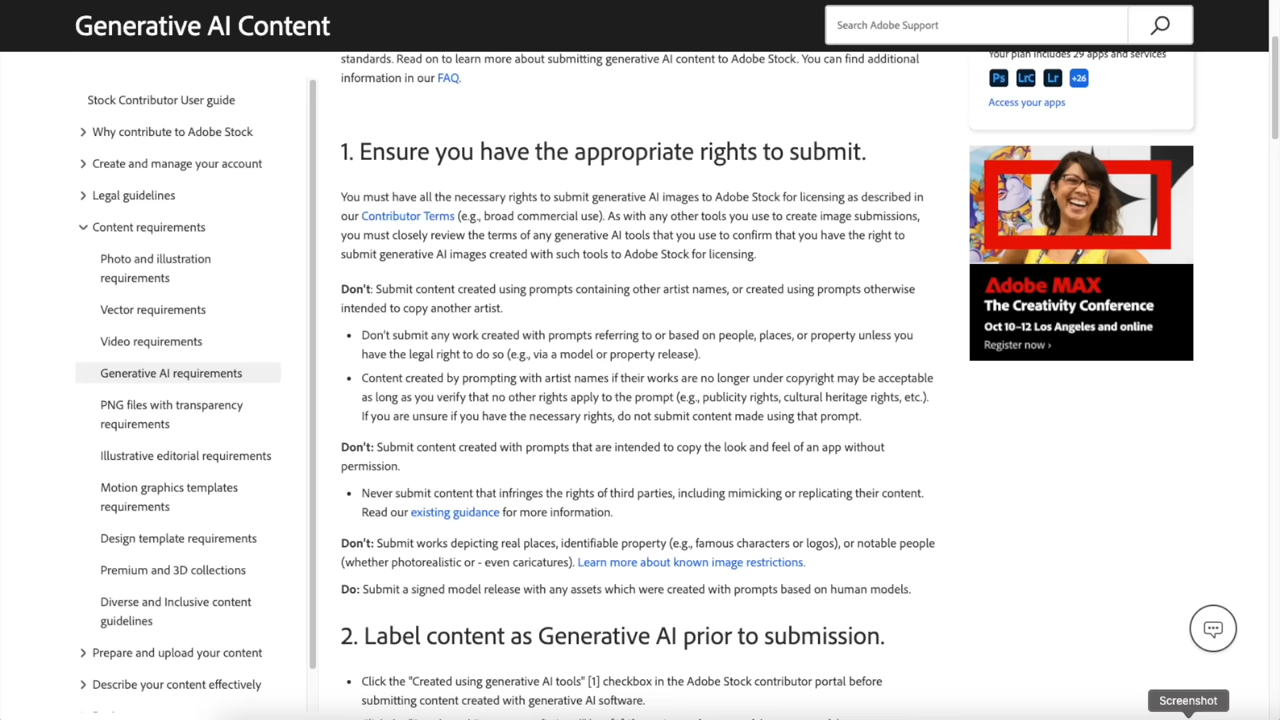 Generative AI Content
Search Adobe Support
standards. Read on to learn more about submitting generative AI content to Adobe Stock. You can find additional
information in our FAQ.
Your plan includes 29 apps and services
Ps LrC Lr +26
Access your apps
Stock Contributor User guide
Why contribute to Adobe Stock
Create and manage your account
Legal guidelines
Content requirements
Photo and illustration
requirements
Vector requirements
Video requirements
Generative AI requirements
PNG files with transparency
requirements
Illustrative editorial requirements
Motion graphics templates
requirements
Design template requirements
Premium and 3D collections
Diverse and Inclusive content
guidelines
Prepare and upload your content
Describe your content effectively
1. Ensure you have the appropriate rights to submit.
You must have all the necessary rights to submit generative AI images to Adobe Stock for licensing as described in
our Contributor Terms (e.g., broad commercial use). As with any other tools you use to create image submissions,
you must closely review the terms of any generative AI tools that you use to confirm that you have the right to
submit generative AI images created with such tools to Adobe Stock for licensing.
Don't: Submit content created using prompts containing other artist names, or created using prompts otherwise
intended to copy another artist.
• Don't submit any work created with prompts referring to or based on people, places, or property unless you
have the legal right to do so (e.g., via a model or property release).
• Content created by prompting with artist names if their works are no longer under copyright may be acceptable
as long as you verify that no other rights apply to the prompt (e.g., publicity rights, cultural heritage rights, etc.).
If you are unsure if you have the necessary rights, do not submit content made using that prompt.
Don't: Submit content created with prompts that are intended to copy the look and feel of an app without
permission.
• Never submit content that infringes the rights of third parties, including mimicking or replicating their content.
Read our existing guidance for more information.
Don't: Submit works depicting real places, identifiable property (e.g., famous characters or logos), or notable people
(whether photorealistic or - even caricatures). Learn more about known image restrictions.
Do: Submit a signed model release with any assets which were created with prompts based on human models.
2. Label content as Generative AI prior to submission.
• Click the "Created using generative AI tools" [1] checkbox in the Adobe Stock contributor portal before
submitting content created with generative AI software.
Adobe MAX
The Creativity Conference
Oct 10–12 Los Angeles and online
Register now ›
Screenshot